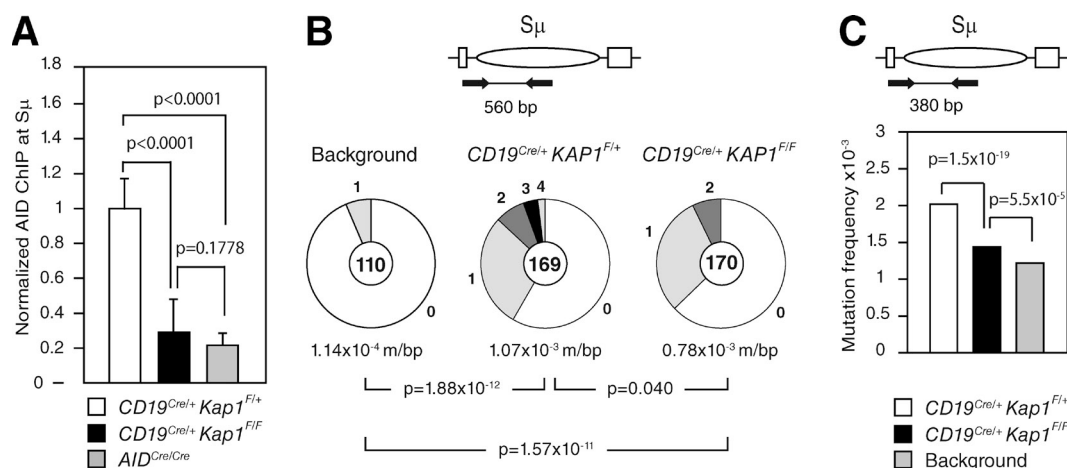 A
Normalized AID ChIP at Sμ
1.8
1.6
1.4
1.2
1
0.8
0.6
0.4
0.2
0
p<0.0001
p<0.0001
p=0.1778
CD19Cre/+ Kap1F/+
CD19Cre/+ Kap1F/F
AIDCre/Cre
B
Sμ
560 bp
Background
CD19Cre/+ KAP1F/+
CD19Cre/+ KAP1F/F
1
110
0
1
2
3
4
169
0
1
2
170
0
1.14x10-4 m/bp
1.07x10-3 m/bp
0.78x10-3 m/bp
p=1.88x10-12
p=0.040
p=1.57x10-11
C
Sμ
380 bp
Mutation frequency x10-3
3
2.5
2
1.5
1
0.5
0
p=1.5x10-19
p=5.5x10-5
CD19Cre/+ Kap1F/+
CD19Cre/+ Kap1F/F
Background